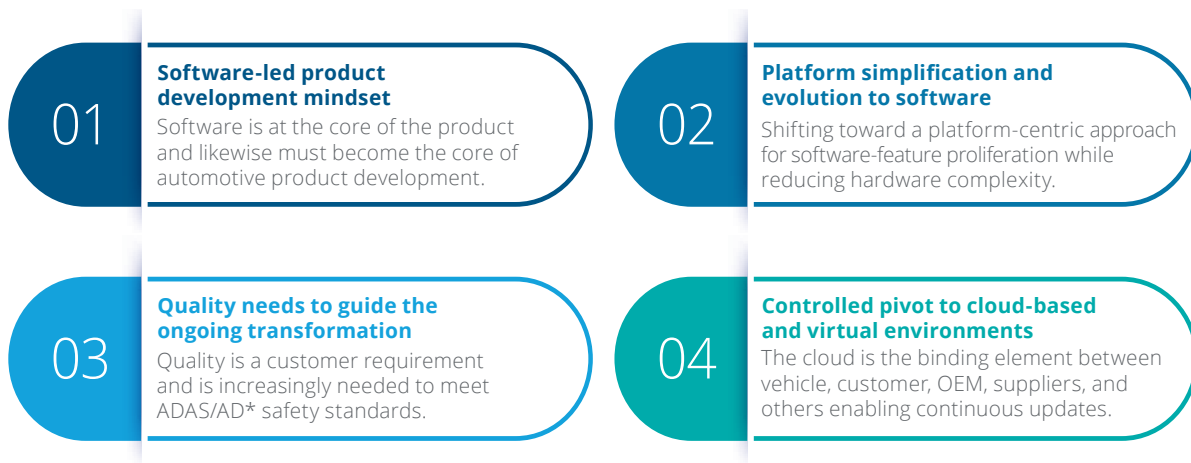 01
Software-led product
development mindset
Software is at the core of the product
and likewise must become the core of
automotive product development.
02
Platform simplification and
evolution to software
Shifting toward a platform-centric approach
for software-feature proliferation while
reducing hardware complexity.
03
Quality needs to guide the
ongoing transformation
Quality is a customer requirement
and is increasingly needed to meet
ADAS/AD* safety standards.
04
Controlled pivot to cloud-based
and virtual environments
The cloud is the binding element between
vehicle, customer, OEM, suppliers, and
others enabling continuous updates.